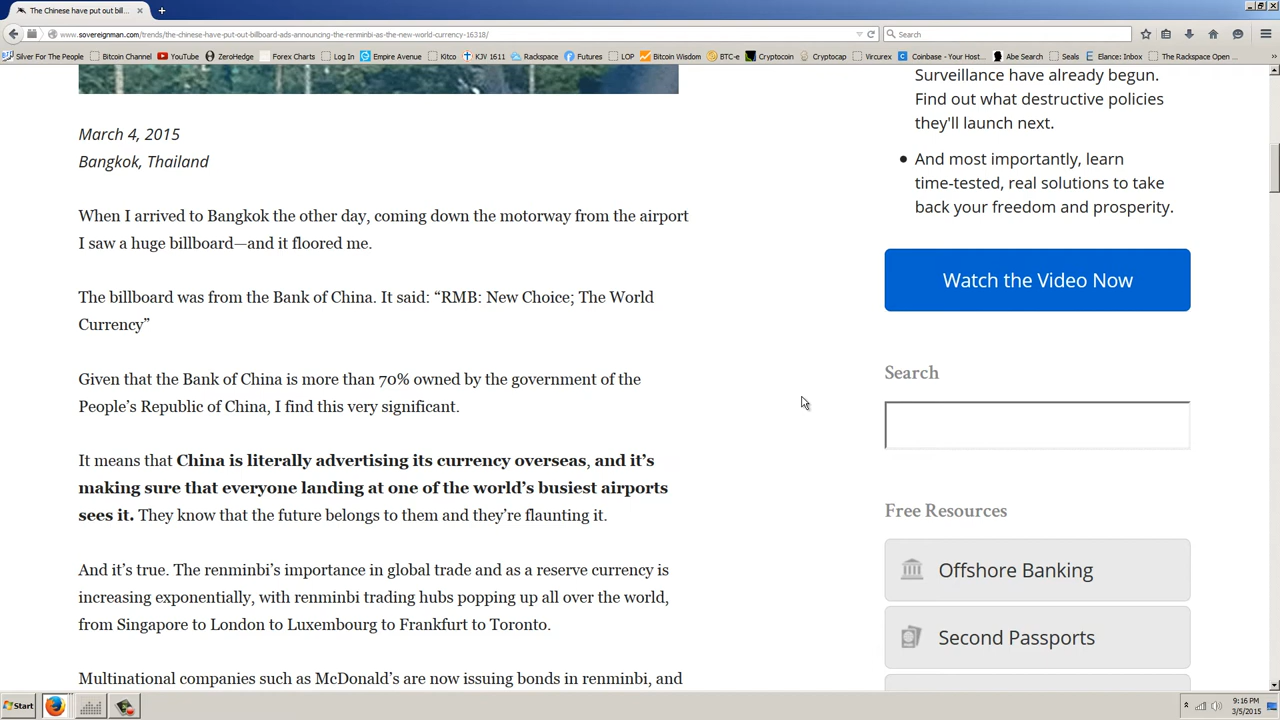 The Chinese have put out bil...
www.sovereignman.com/trends/the-chinese-have-put-out-billboard-ads-announcing-the-renminbi-as-the-new-world-currency-16318/
Search
Silver For The People
Bitcoin Channel
YouTube
ZeroHedge
Forex Charts
Log In
Empire Avenue
Kitco
KJV 1611
Rackspace
Futures
LOP
Bitcoin Wisdom
BTC-e
Cryptocoin
Cryptocap
Vircurex
Coinbase - Your Host...
Abe Search
Seals
Elance: Inbox
The Rackspace Open ...
March 4, 2015
Bangkok, Thailand
When I arrived to Bangkok the other day, coming down the motorway from the airport
I saw a huge billboard—and it floored me.
The billboard was from the Bank of China. It said: “RMB: New Choice; The World
Currency”
Given that the Bank of China is more than 70% owned by the government of the
People’s Republic of China, I find this very significant.
It means that China is literally advertising its currency overseas, and it’s
making sure that everyone landing at one of the world’s busiest airports
sees it. They know that the future belongs to them and they’re flaunting it.
And it’s true. The renminbi’s importance in global trade and as a reserve currency is
increasing exponentially, with renminbi trading hubs popping up all over the world,
from Singapore to London to Luxembourg to Frankfurt to Toronto.
Multinational companies such as McDonald’s are now issuing bonds in renminbi, and
Surveillance have already begun.
Find out what destructive policies
they'll launch next.
And most importantly, learn
time-tested, real solutions to take
back your freedom and prosperity.
Watch the Video Now
Search
Free Resources
Offshore Banking
Second Passports
Start
9:16 PM
3/5/2015